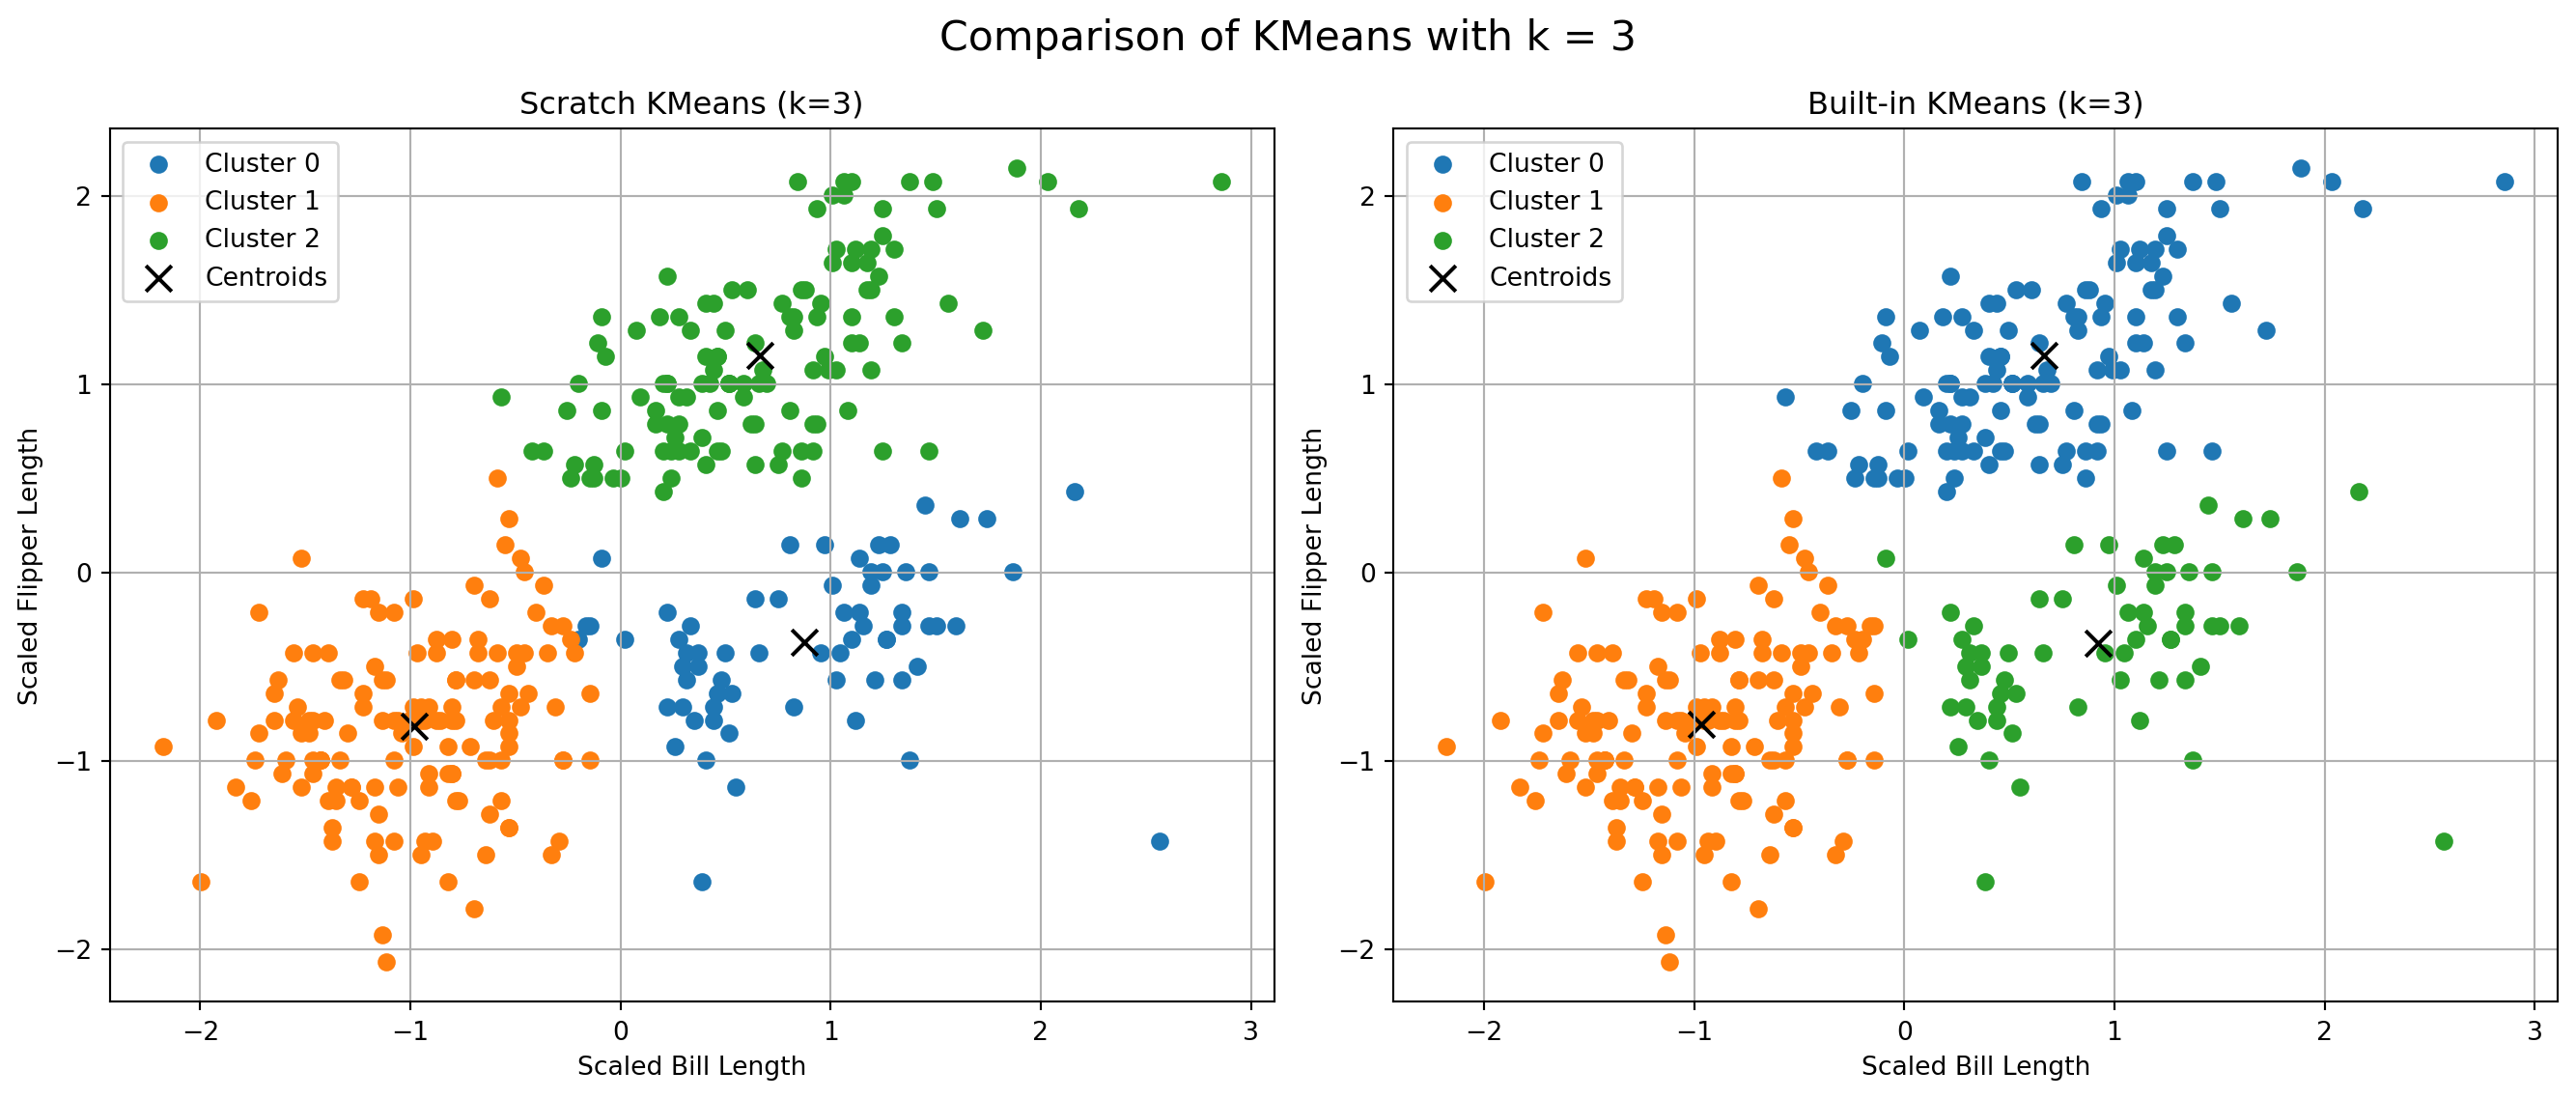 Comparison of KMeans with k = 3
Scratch KMeans (k=3)
Cluster 0
Cluster 1
Cluster 2
Centroids
Scaled Flipper Length
2
1
0
−1
−2
−2
−1
0
1
2
3
Scaled Bill Length
Built-in KMeans (k=3)
Cluster 0
Cluster 1
Cluster 2
Centroids
Scaled Flipper Length
2
1
0
−1
−2
−2
−1
0
1
2
3
Scaled Bill Length